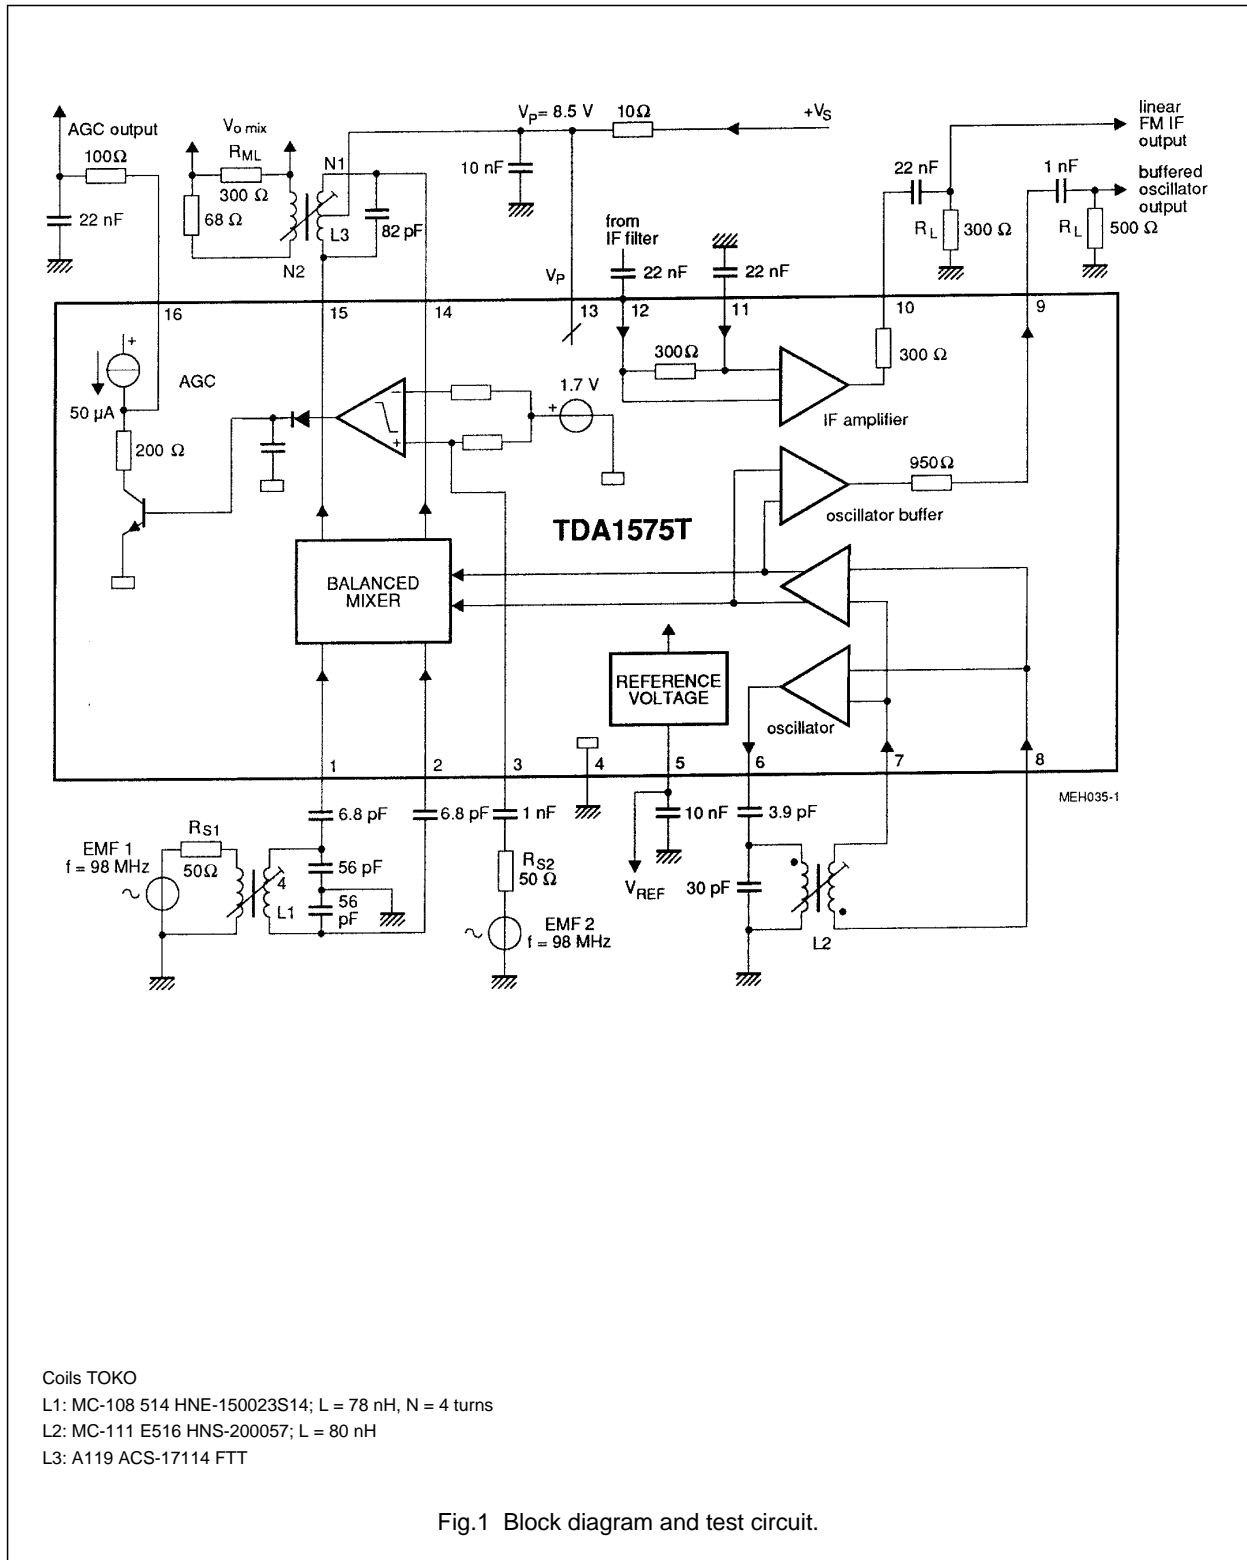 AGC output
100Ω
22 nF
Vo mix
RML
300 Ω
68 Ω
N1
L3
N2
82 pF
VP= 8.5 V
10Ω
+VS
10 nF
VP
from
IF filter
22 nF
22 nF
22 nF
RL
300 Ω
1 nF
RL
500 Ω
linear
FM IF
output
buffered
oscillator
output
16
15
14
13
12
11
10
9
+
50 µA
AGC
200 Ω
−
+
+
1.7 V
300Ω
IF amplifier
300 Ω
950Ω
oscillator buffer
TDA1575T
BALANCED
MIXER
REFERENCE
VOLTAGE
oscillator
1
2
3
4
5
6
7
8
MEH035-1
6.8 pF
6.8 pF
1 nF
10 nF
3.9 pF
EMF 1
f = 98 MHz
RS1
50Ω
~
4
L1
56 pF
56
pF
RS2
50 Ω
~
EMF 2
f = 98 MHz
VREF
30 pF
L2
Coils TOKO
L1: MC-108 514 HNE-150023S14; L = 78 nH, N = 4 turns
L2: MC-111 E516 HNS-200057; L = 80 nH
L3: A119 ACS-17114 FTT
Fig.1 Block diagram and test circuit.